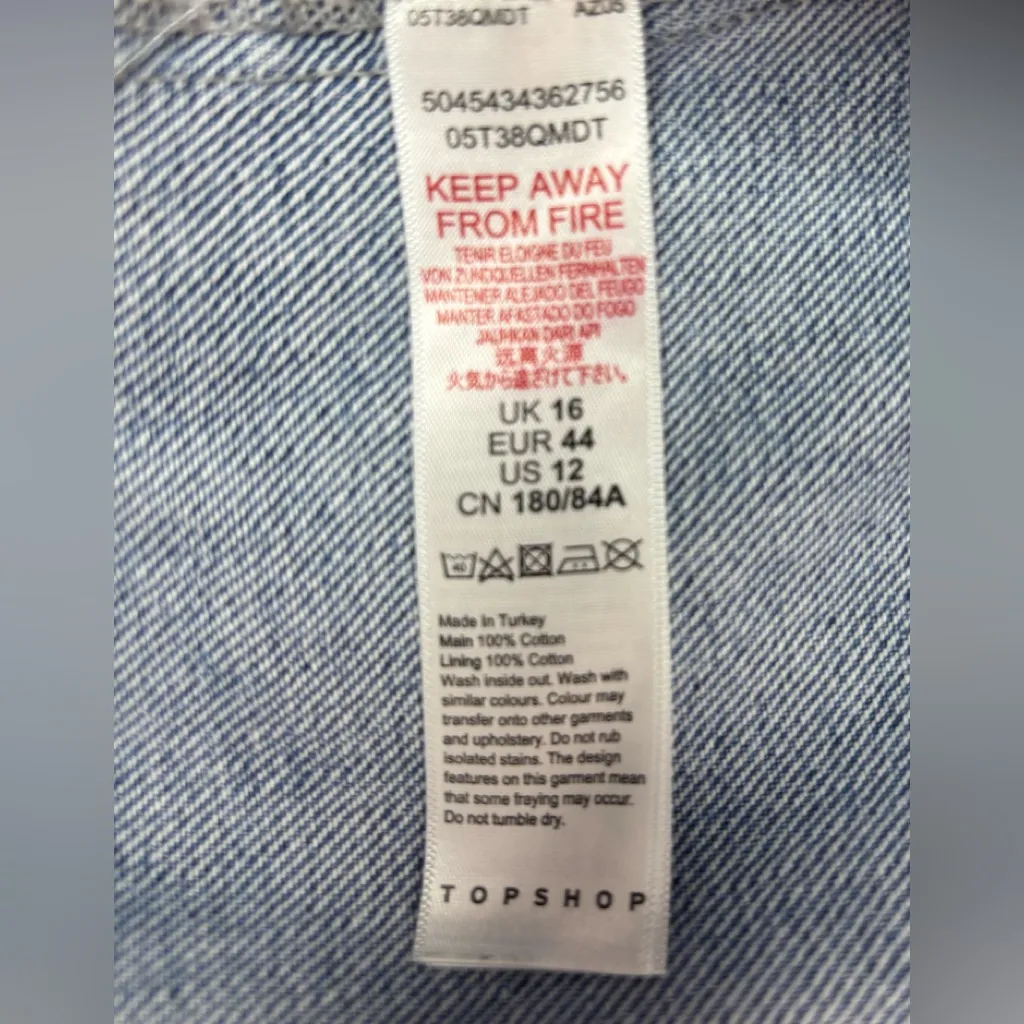 05T38QMDT AZ05
5045434362756
05T38QMDT
KEEP AWAY
FROM FIRE
TENIR ELOIGNE DU FEU
VON ZUNDQUELLEN FERNHALTEN
MANTENER ALEJADO DEL FEUGO
MANTER AFASTADO DO FOGO
JAUHKAN DARI API
远离火源
火気から遠ざけて下さい。
UK 16
EUR 44
US 12
CN 180/84A
40
Made In Turkey
Main 100% Cotton
Lining 100% Cotton
Wash inside out. Wash with
similar colours. Colour may
transfer onto other garments
and upholstery. Do not rub
isolated stains. The design
features on this garment mean
that some fraying may occur.
Do not tumble dry.
TOPSHOP